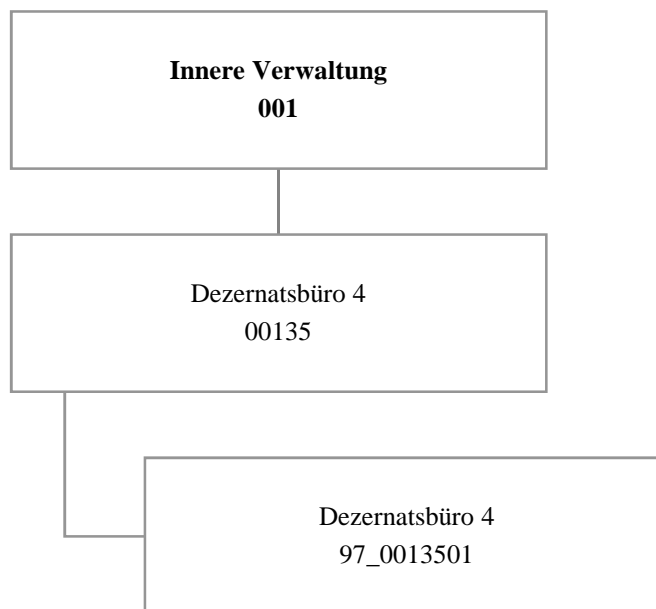 Innere Verwaltung
001
Dezernatsbüro 4
00135
Dezernatsbüro 4
97_0013501